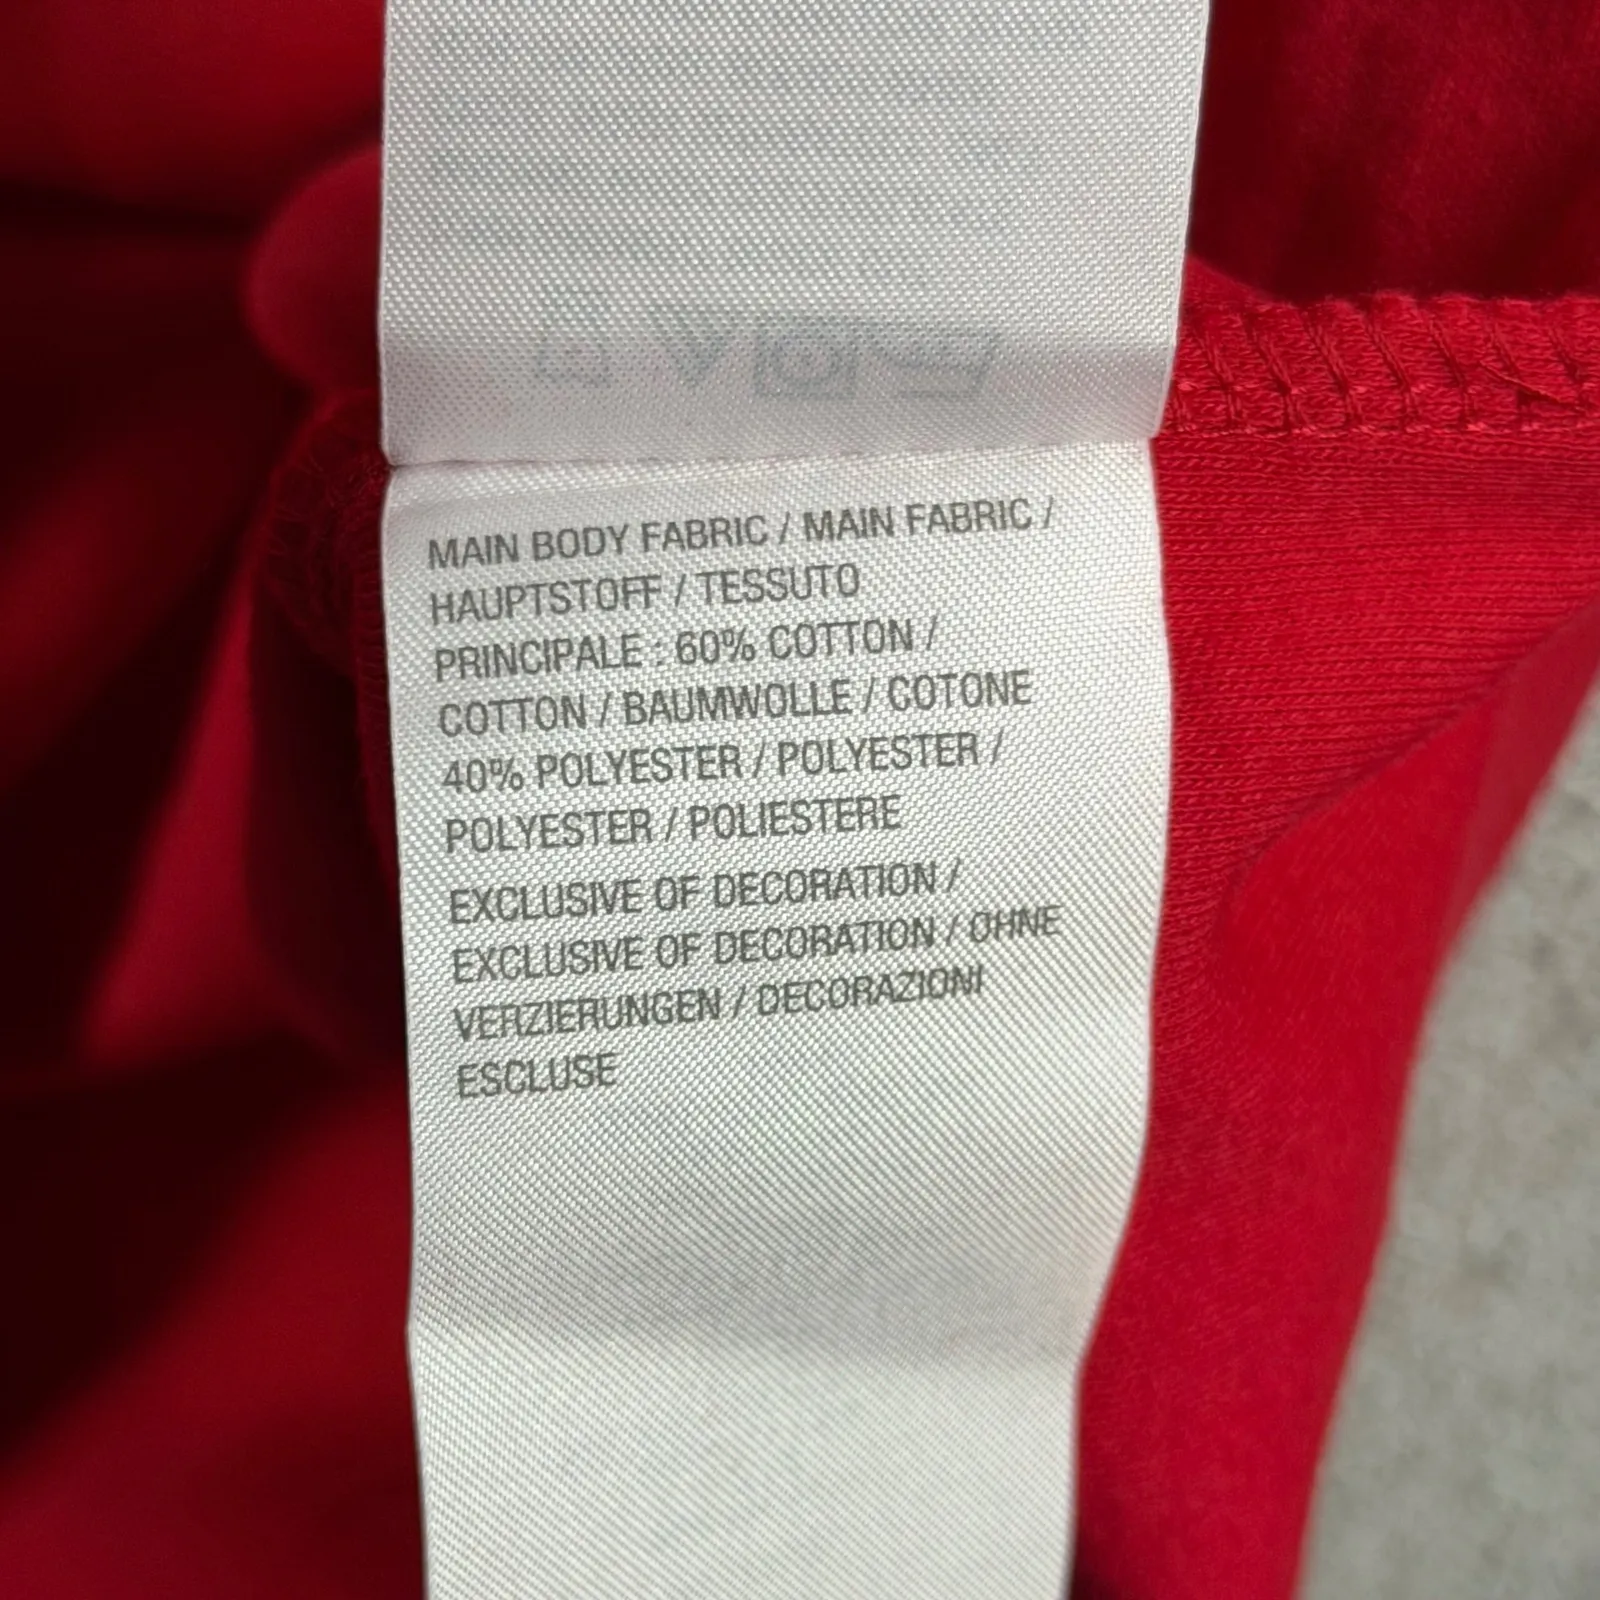 MAIN BODY FABRIC / MAIN FABRIC /
HAUPTSTOFF / TESSUTO
PRINCIPALE : 60% COTTON /
COTTON / BAUMWOLLE / COTONE
40% POLYESTER / POLYESTER /
POLYESTER / POLIESTERE
EXCLUSIVE OF DECORATION /
EXCLUSIVE OF DECORATION / OHNE
VERZIERUNGEN / DECORAZIONI
ESCLUSE